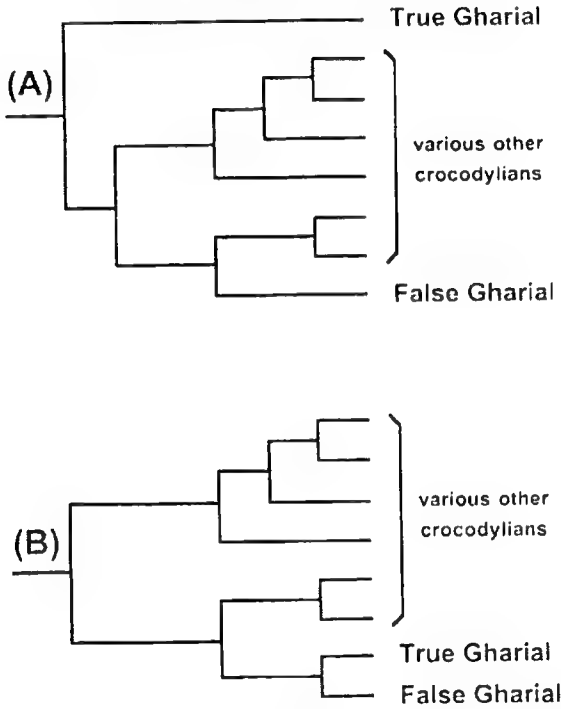 True Gharial
(A)
various other
crocodylians
False Gharial
(B)
various other
crocodylians
True Gharial
False Gharial